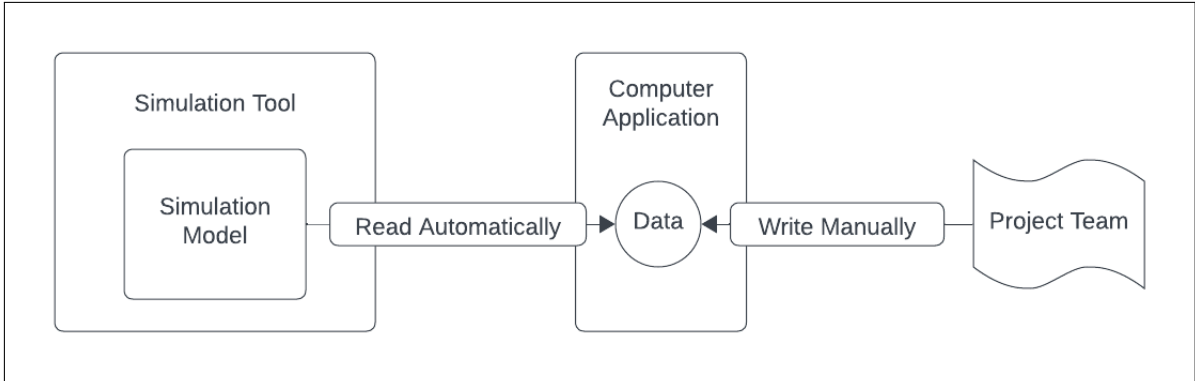 Simulation Tool
Simulation
Model
Read Automatically
Computer
Application
Data
Write Manually
Project Team